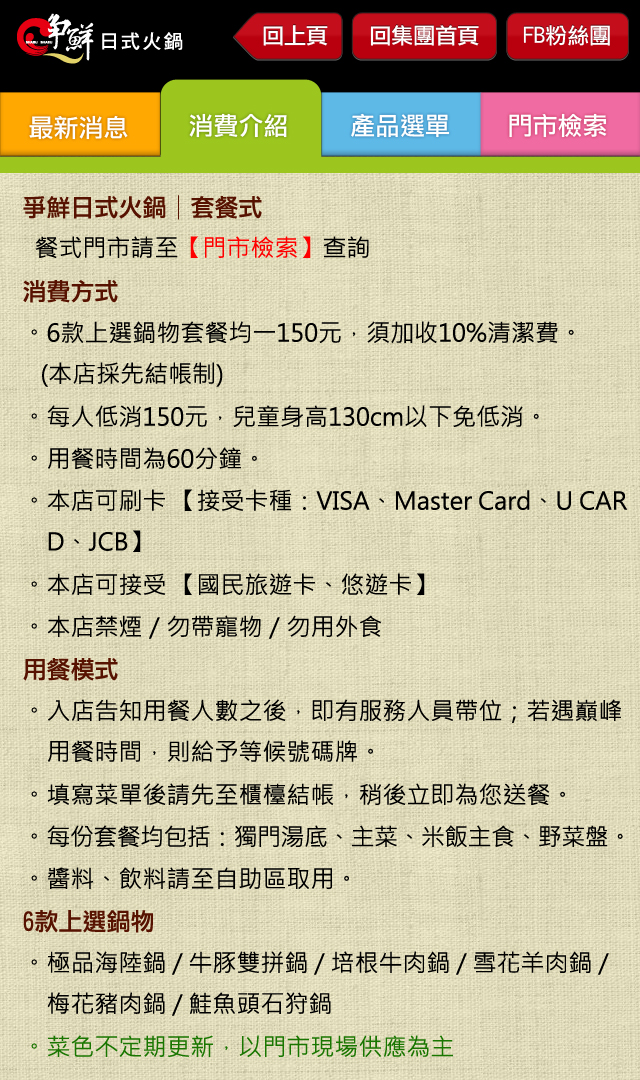 爭鮮日式火鍋
回上頁
回集團首頁
FB粉絲團
最新消息
消費介紹
產品選單
門市檢索
爭鮮日式火鍋｜套餐式
餐式門市請至【門市檢索】查詢
消費方式
。6款上選鍋物套餐均一150元，須加收10%清潔費。
(本店採先結帳制)
。每人低消150元，兒童身高130cm以下免低消。
。用餐時間為60分鐘。
。本店可刷卡 【接受卡種：VISA、Master Card、U CAR
D、JCB】
。本店可接受 【國民旅遊卡、悠遊卡】
。本店禁煙 / 勿帶寵物 / 勿用外食
用餐模式
。入店告知用餐人數之後，即有服務人員帶位；若遇巔峰
用餐時間，則給予等候號碼牌。
。填寫菜單後請先至櫃檯結帳，稍後立即為您送餐。
。每份套餐均包括：獨門湯底、主菜、米飯主食、野菜盤。
。醬料、飲料請至自助區取用。
6款上選鍋物
。極品海陸鍋 / 牛豚雙拼鍋 / 培根牛肉鍋 / 雪花羊肉鍋 /
梅花豬肉鍋 / 鮭魚頭石狩鍋
。菜色不定期更新，以門市現場供應為主